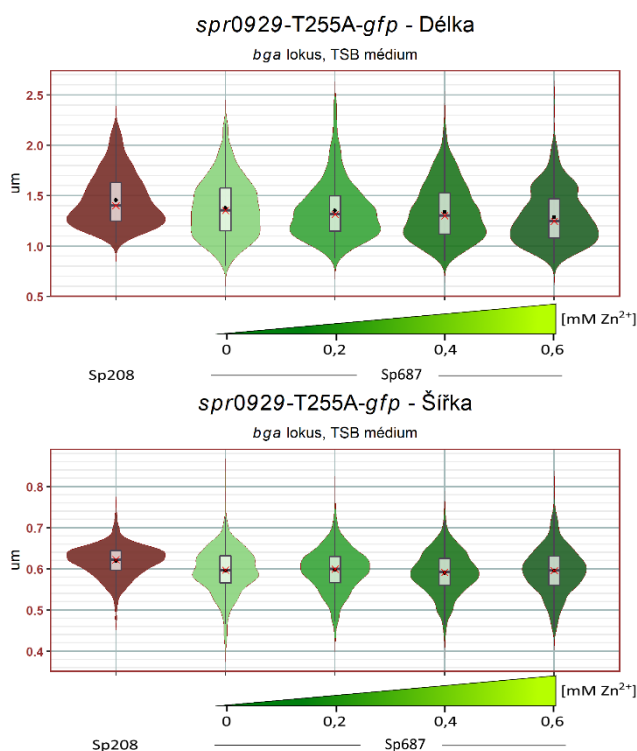 spr0929-T255A-gfp - Délka
bga lokus, TSB médium
um
2.5
2.0
1.5
1.0
0.5
[mM Zn²⁺]
0 0,2 0,4 0,6
Sp208 Sp687
spr0929-T255A-gfp - Šířka
bga lokus, TSB médium
um
0.8
0.7
0.6
0.5
0.4
[mM Zn²⁺]
0 0,2 0,4 0,6
Sp208 Sp687